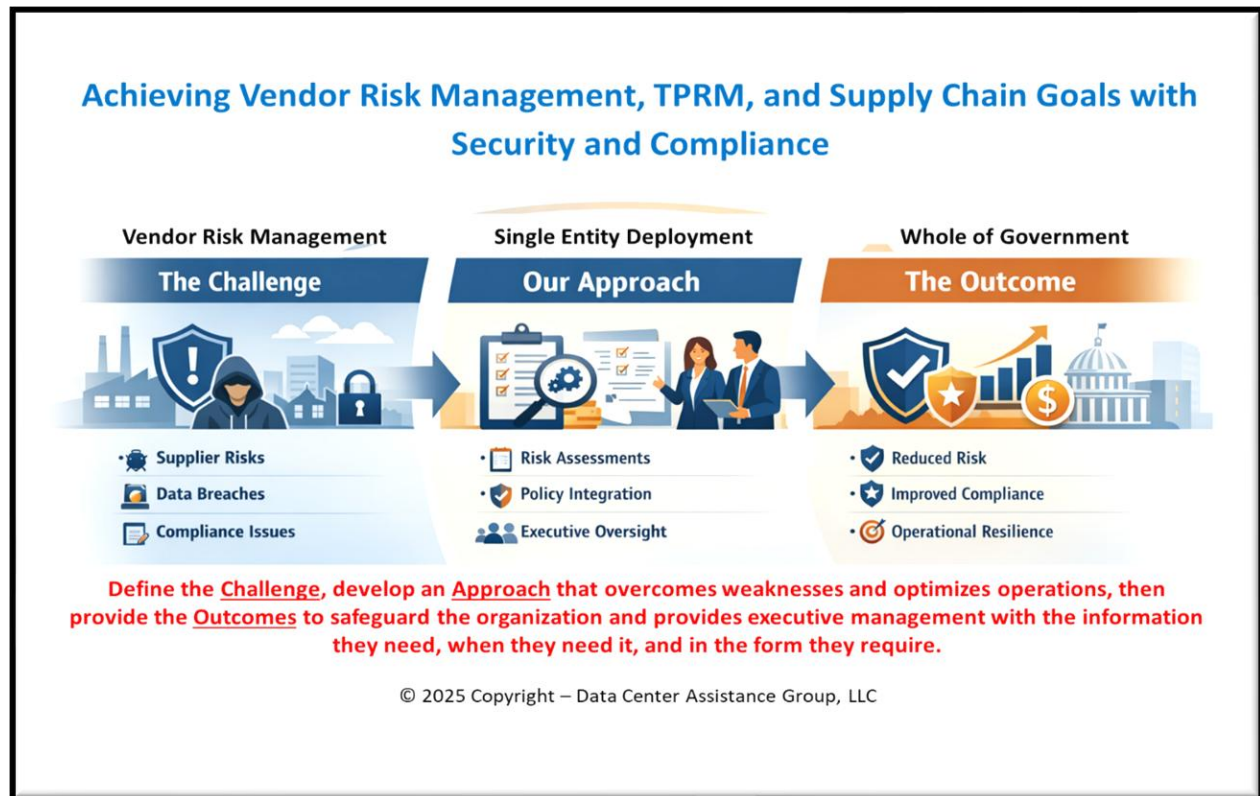 Achieving Vendor Risk Management, TPRM, and Supply Chain Goals with
Security and Compliance
Vendor Risk Management
The Challenge
Supplier Risks
Data Breaches
Compliance Issues
Single Entity Deployment
Our Approach
Risk Assessments
Policy Integration
Executive Oversight
Whole of Government
The Outcome
$
Reduced Risk
Improved Compliance
Operational Resilience
Define the Challenge, develop an Approach that overcomes weaknesses and optimizes operations, then
provide the Outcomes to safeguard the organization and provides executive management with the information
they need, when they need it, and in the form they require.
© 2025 Copyright – Data Center Assistance Group, LLC